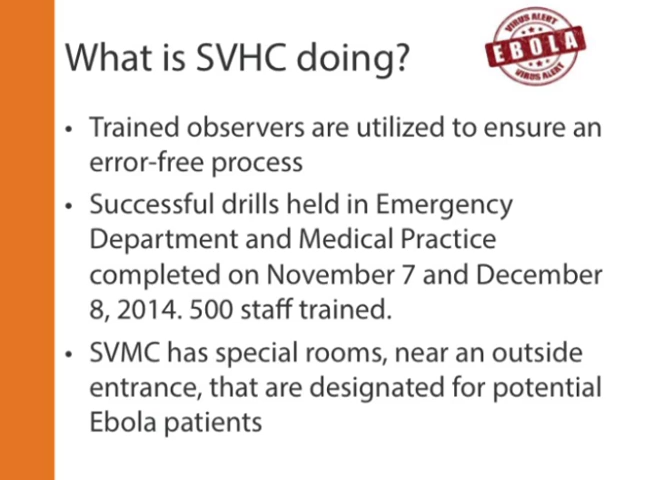 What is SVHC doing?
VIRUS ALERT
EBOLA
VIRUS ALERT
• Trained observers are utilized to ensure an
error-free process
• Successful drills held in Emergency
Department and Medical Practice
completed on November 7 and December
8, 2014. 500 staff trained.
• SVMC has special rooms, near an outside
entrance, that are designated for potential
Ebola patients